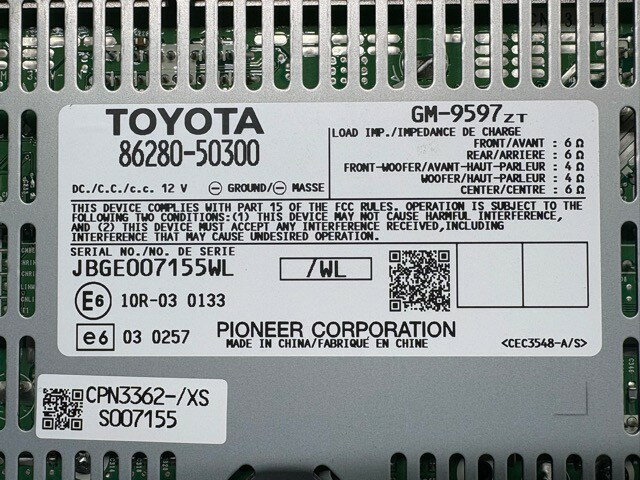 TOYOTA
86280-50300
GM-9597ZT
LOAD IMP./IMPEDANCE DE CHARGE
FRONT/AVANT : 6Ω
REAR/ARRIERE : 6Ω
FRONT-WOOFER/AVANT-HAUT-PARLEUR : 4Ω
WOOFER/HAUT-PARLEUR : 4Ω
CENTER/CENTRE : 6Ω
DC./C.C./c.c. 12 V ⊖ GROUND/⊖ MASSE
THIS DEVICE COMPLIES WITH PART 15 OF THE FCC RULES. OPERATION IS SUBJECT TO THE
FOLLOWING TWO CONDITIONS:(1) THIS DEVICE MAY NOT CAUSE HARMFUL INTERFERENCE,
AND (2) THIS DEVICE MUST ACCEPT ANY INTERFERENCE RECEIVED,INCLUDING
INTERFERENCE THAT MAY CAUSE UNDESIRED OPERATION.
SERIAL NO./NO. DE SERIE
JBGE007155WL
/WL
E6 10R-03 0133
e6 03 0257
PIONEER CORPORATION
MADE IN CHINA/FABRIQUÉ EN CHINE
<CEC3548-A/S>
CPN3362-/XS
S007155